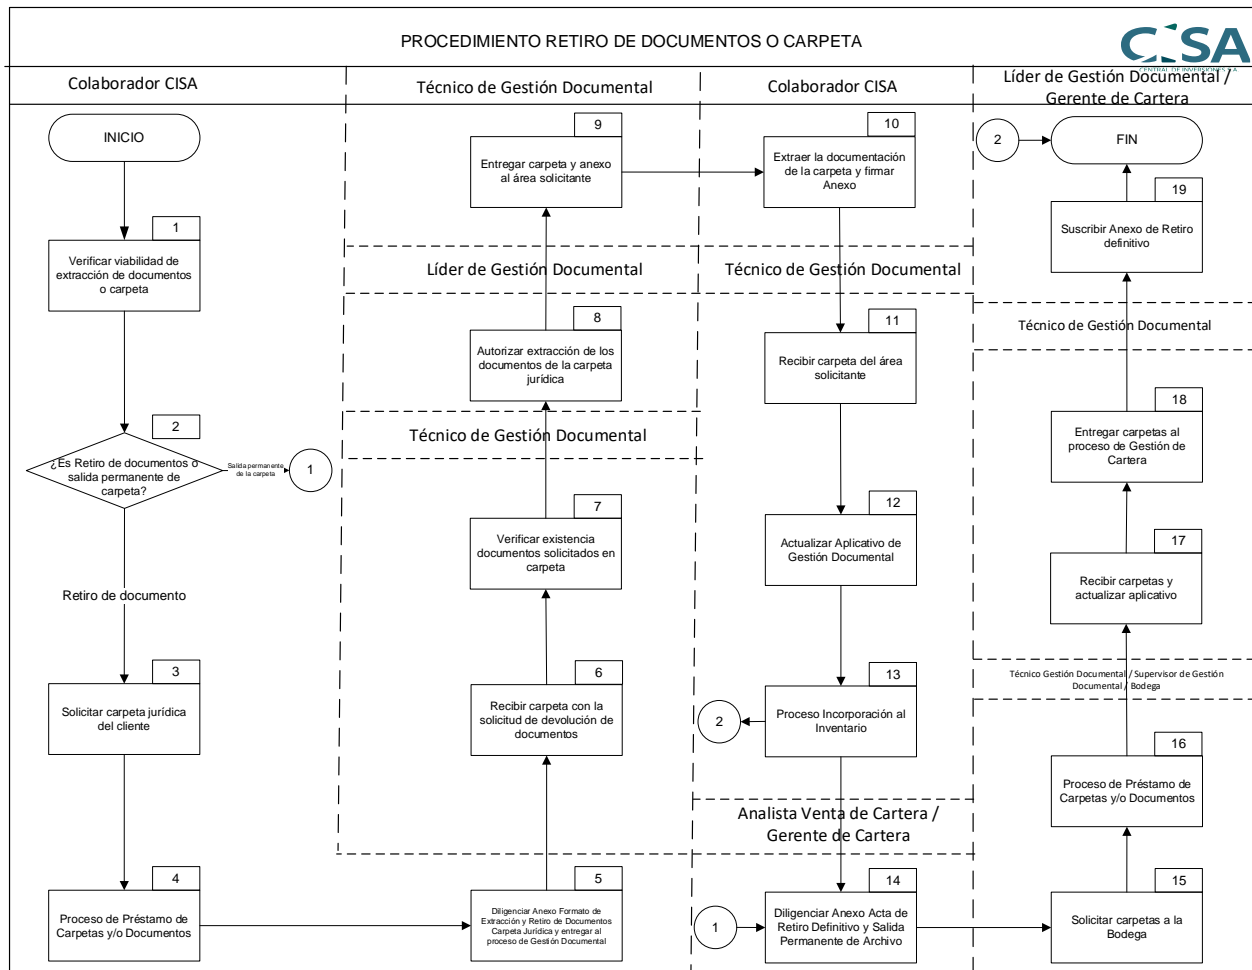 PROCEDIMIENTO RETIRO DE DOCUMENTOS O CARPETA
CISA
CENTRAL DE INVERSIONES S.A.
Colaborador CISA
INICIO
1
Verificar viabilidad de
extracción de documentos
o carpeta
2
¿Es Retiro de documentos o
salida permanente de
carpeta?
Salida permanente
de la carpeta
1
Retiro de documento
3
Solicitar carpeta jurídica
del cliente
4
Proceso de Préstamo de
Carpetas y/o Documentos
5
Diligenciar Anexo Formato de
Extracción y Retiro de Documentos
Carpeta Jurídica y entregar al
proceso de Gestión Documental
Técnico de Gestión Documental
9
Entregar carpeta y anexo
al área solicitante
Líder de Gestión Documental
8
Autorizar extracción de los
documentos de la carpeta
jurídica
Técnico de Gestión Documental
7
Verificar existencia
documentos solicitados en
carpeta
6
Recibir carpeta con la
solicitud de devolución de
documentos
Colaborador CISA
10
Extraer la documentación
de la carpeta y firmar
Anexo
Técnico de Gestión Documental
11
Recibir carpeta del área
solicitante
12
Actualizar Aplicativo de
Gestión Documental
13
Proceso Incorporación al
Inventario
2
Analista Venta de Cartera /
Gerente de Cartera
14
Diligenciar Anexo Acta de
Retiro Definitivo y Salida
Permanente de Archivo
1
Líder de Gestión Documental /
Gerente de Cartera
2
FIN
19
Suscribir Anexo de Retiro
definitivo
Técnico de Gestión Documental
18
Entregar carpetas al
proceso de Gestión de
Cartera
17
Recibir carpetas y
actualizar aplicativo
Técnico Gestión Documental / Supervisor de Gestión
Documental / Bodega
16
Proceso de Préstamo de
Carpetas y/o Documentos
15
Solicitar carpetas a la
Bodega